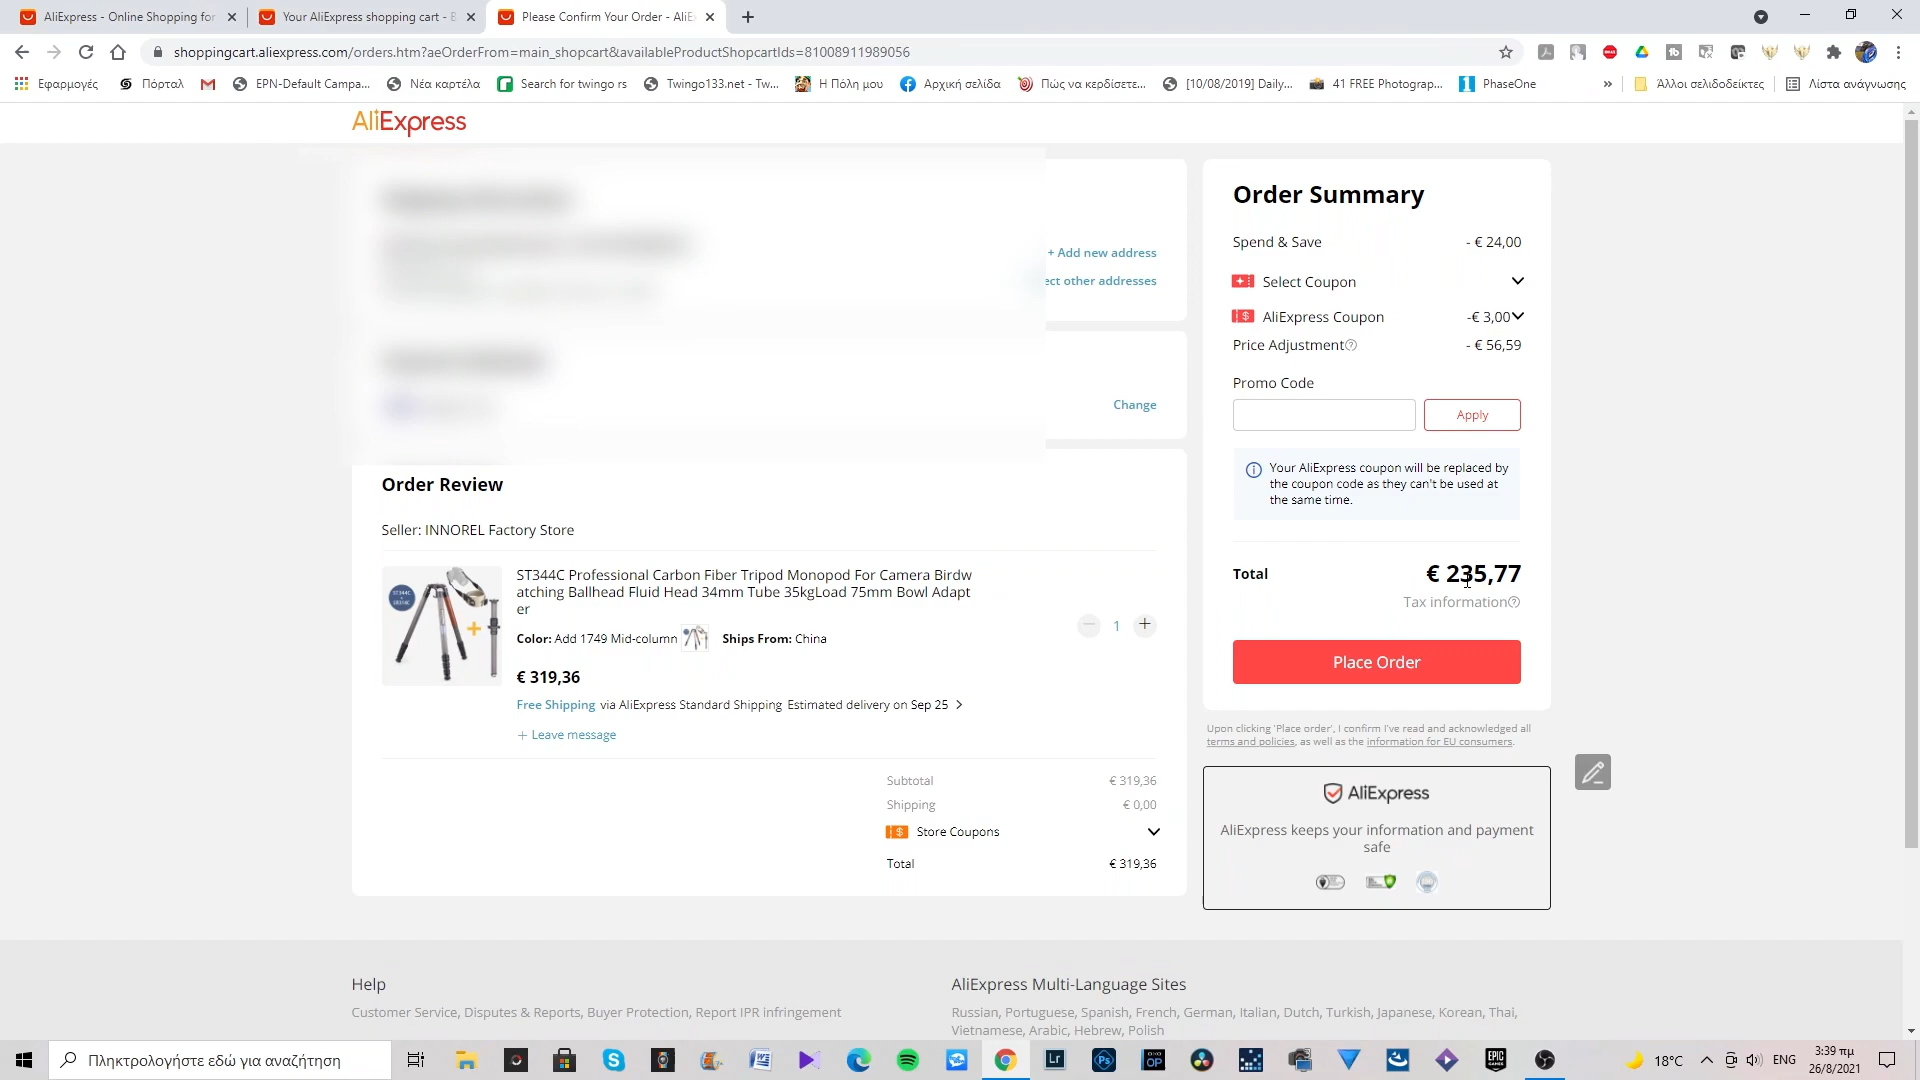 AliExpress - Online Shopping for
Your AliExpress shopping cart - B
Please Confirm Your Order - AliE
shoppingcart.aliexpress.com/orders.htm?aeOrderFrom=main_shopcart&availableProductShopcartIds=81008911989056
Εφαρμογές
Πόρταλ
EPN-Default Campa...
Νέα καρτέλα
Search for twingo rs
Twingo133.net - Tw...
Η Πόλη μου
Αρχική σελίδα
Πώς να κερδίσετε...
[10/08/2019] Daily...
41 FREE Photograp...
PhaseOne
»
Άλλοι σελιδοδείκτες
Λίστα ανάγνωσης
AliExpress
+ Add new address
ect other addresses
Change
Order Review
Seller: INNOREL Factory Store
ST344C Professional Carbon Fiber Tripod Monopod For Camera Birdw
atching Ballhead Fluid Head 34mm Tube 35kgLoad 75mm Bowl Adapt
er
Color: Add 1749 Mid-column Ships From: China
1
€ 319,36
Free Shipping via AliExpress Standard Shipping Estimated delivery on Sep 25
+ Leave message
Subtotal € 319,36
Shipping € 0,00
Store Coupons
Total € 319,36
Order Summary
Spend & Save - € 24,00
Select Coupon
AliExpress Coupon -€ 3,00
Price Adjustment - € 56,59
Promo Code
Apply
Your AliExpress coupon will be replaced by
the coupon code as they can't be used at
the same time.
Total € 235,77
Tax information
Place Order
Upon clicking 'Place order', I confirm I've read and acknowledged all
terms and policies, as well as the information for EU consumers.
AliExpress
AliExpress keeps your information and payment
safe
Help
Customer Service, Disputes & Reports, Buyer Protection, Report IPR infringement
AliExpress Multi-Language Sites
Russian, Portuguese, Spanish, French, German, Italian, Dutch, Turkish, Japanese, Korean, Thai,
Vietnamese, Arabic, Hebrew, Polish
Πληκτρολογήστε εδώ για αναζήτηση
18°C
ENG
3:39 πμ
26/8/2021